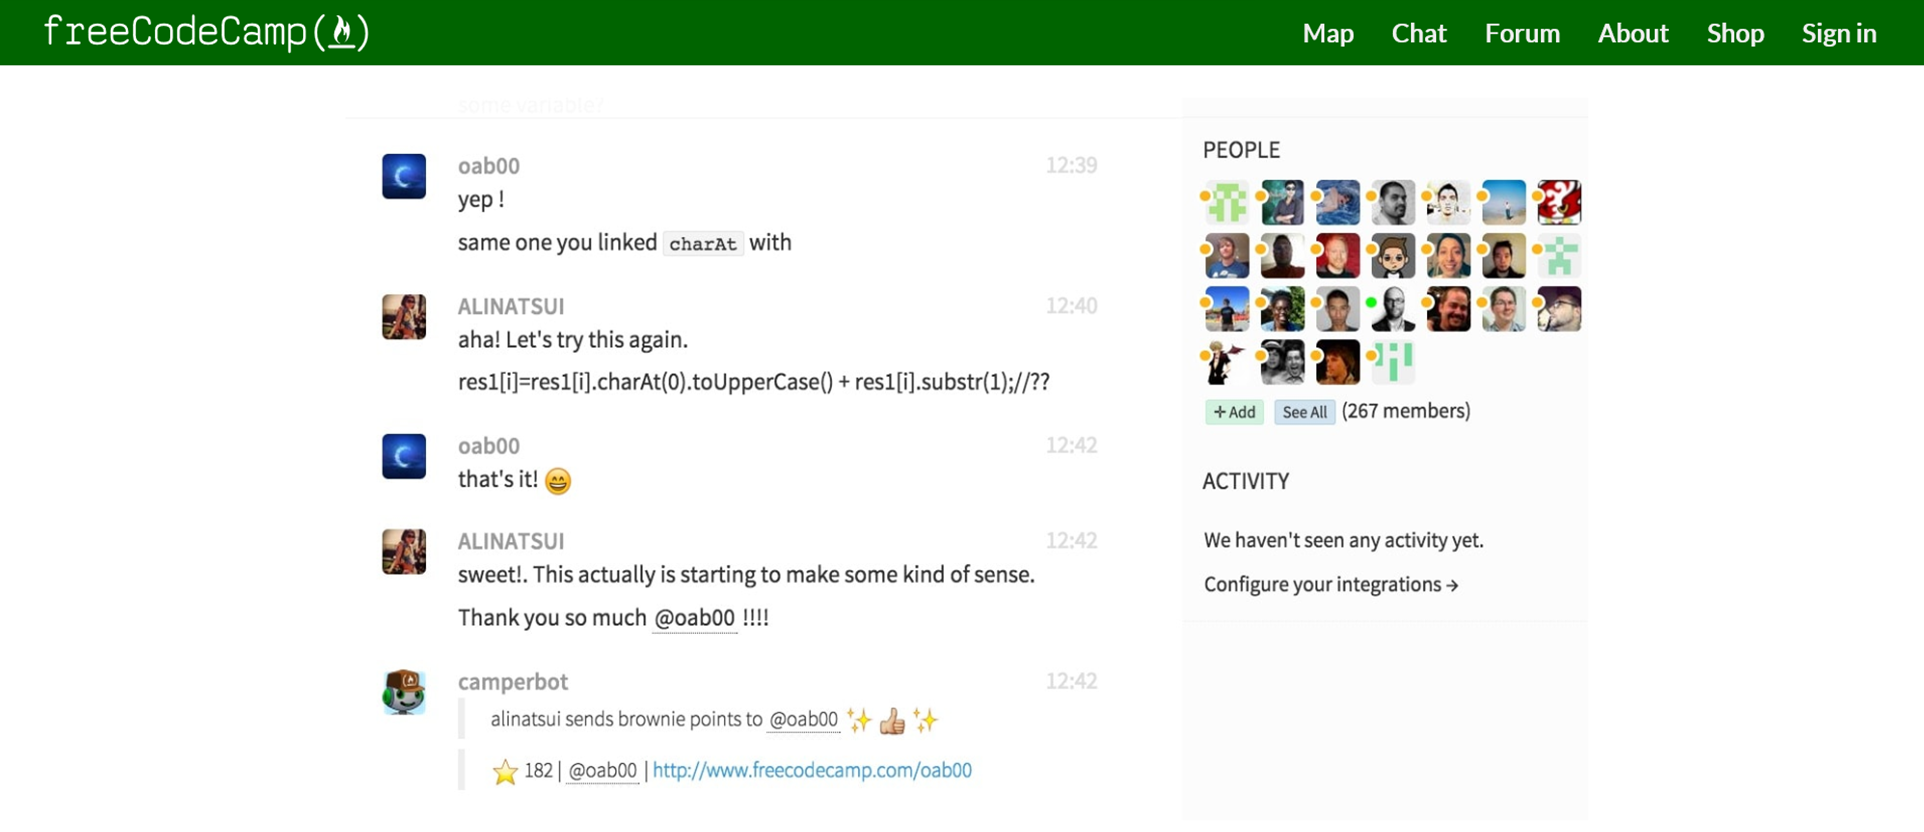 freeCodeCamp
Map Chat Forum About Shop Sign in
some variable?
oab00 12:39
yep !
same one you linked charAt with
ALINATSUI 12:40
aha! Let's try this again.
res1[i]=res1[i].charAt(0).toUpperCase() + res1[i].substr(1);//??
oab00 12:42
that's it! 😄
ALINATSUI 12:42
sweet!. This actually is starting to make some kind of sense.
Thank you so much @oab00 !!!!
camperbot 12:42
alinatsui sends brownie points to @oab00 ✨ 👍 ✨
⭐ 182 | @oab00 | http://www.freecodecamp.com/oab00
PEOPLE
+ Add See All (267 members)
ACTIVITY
We haven't seen any activity yet.
Configure your integrations →